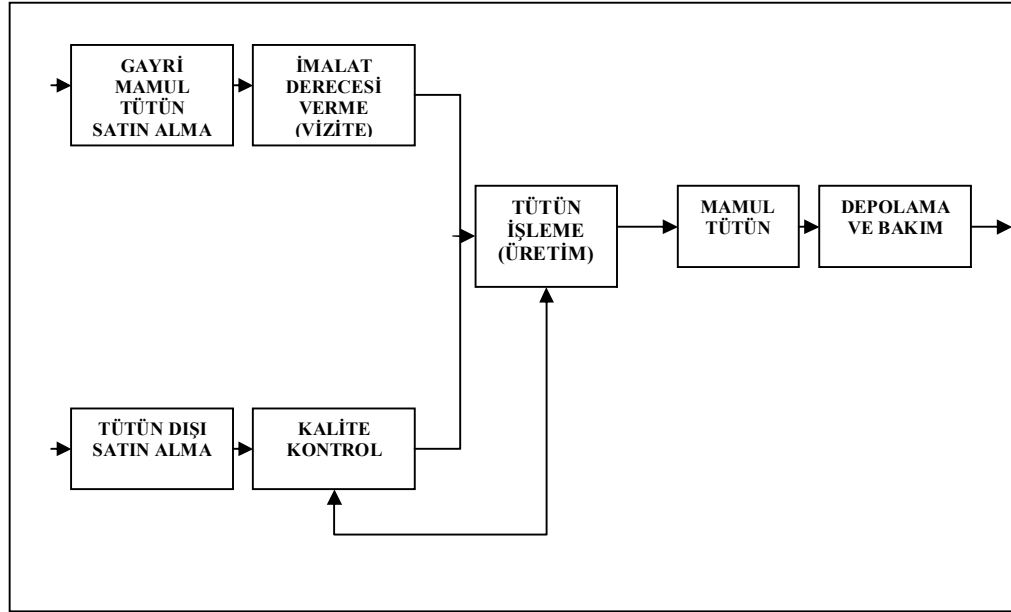 GAYRİ
MAMUL
TÜTÜN
SATIN ALMA
İMALAT
DERECESİ
VERME
(VİZİTE)
TÜTÜN
İŞLEME
(ÜRETİM)
MAMUL
TÜTÜN
DEPOLAMA
VE BAKIM
TÜTÜN DIŞI
SATIN ALMA
KALİTE
KONTROL